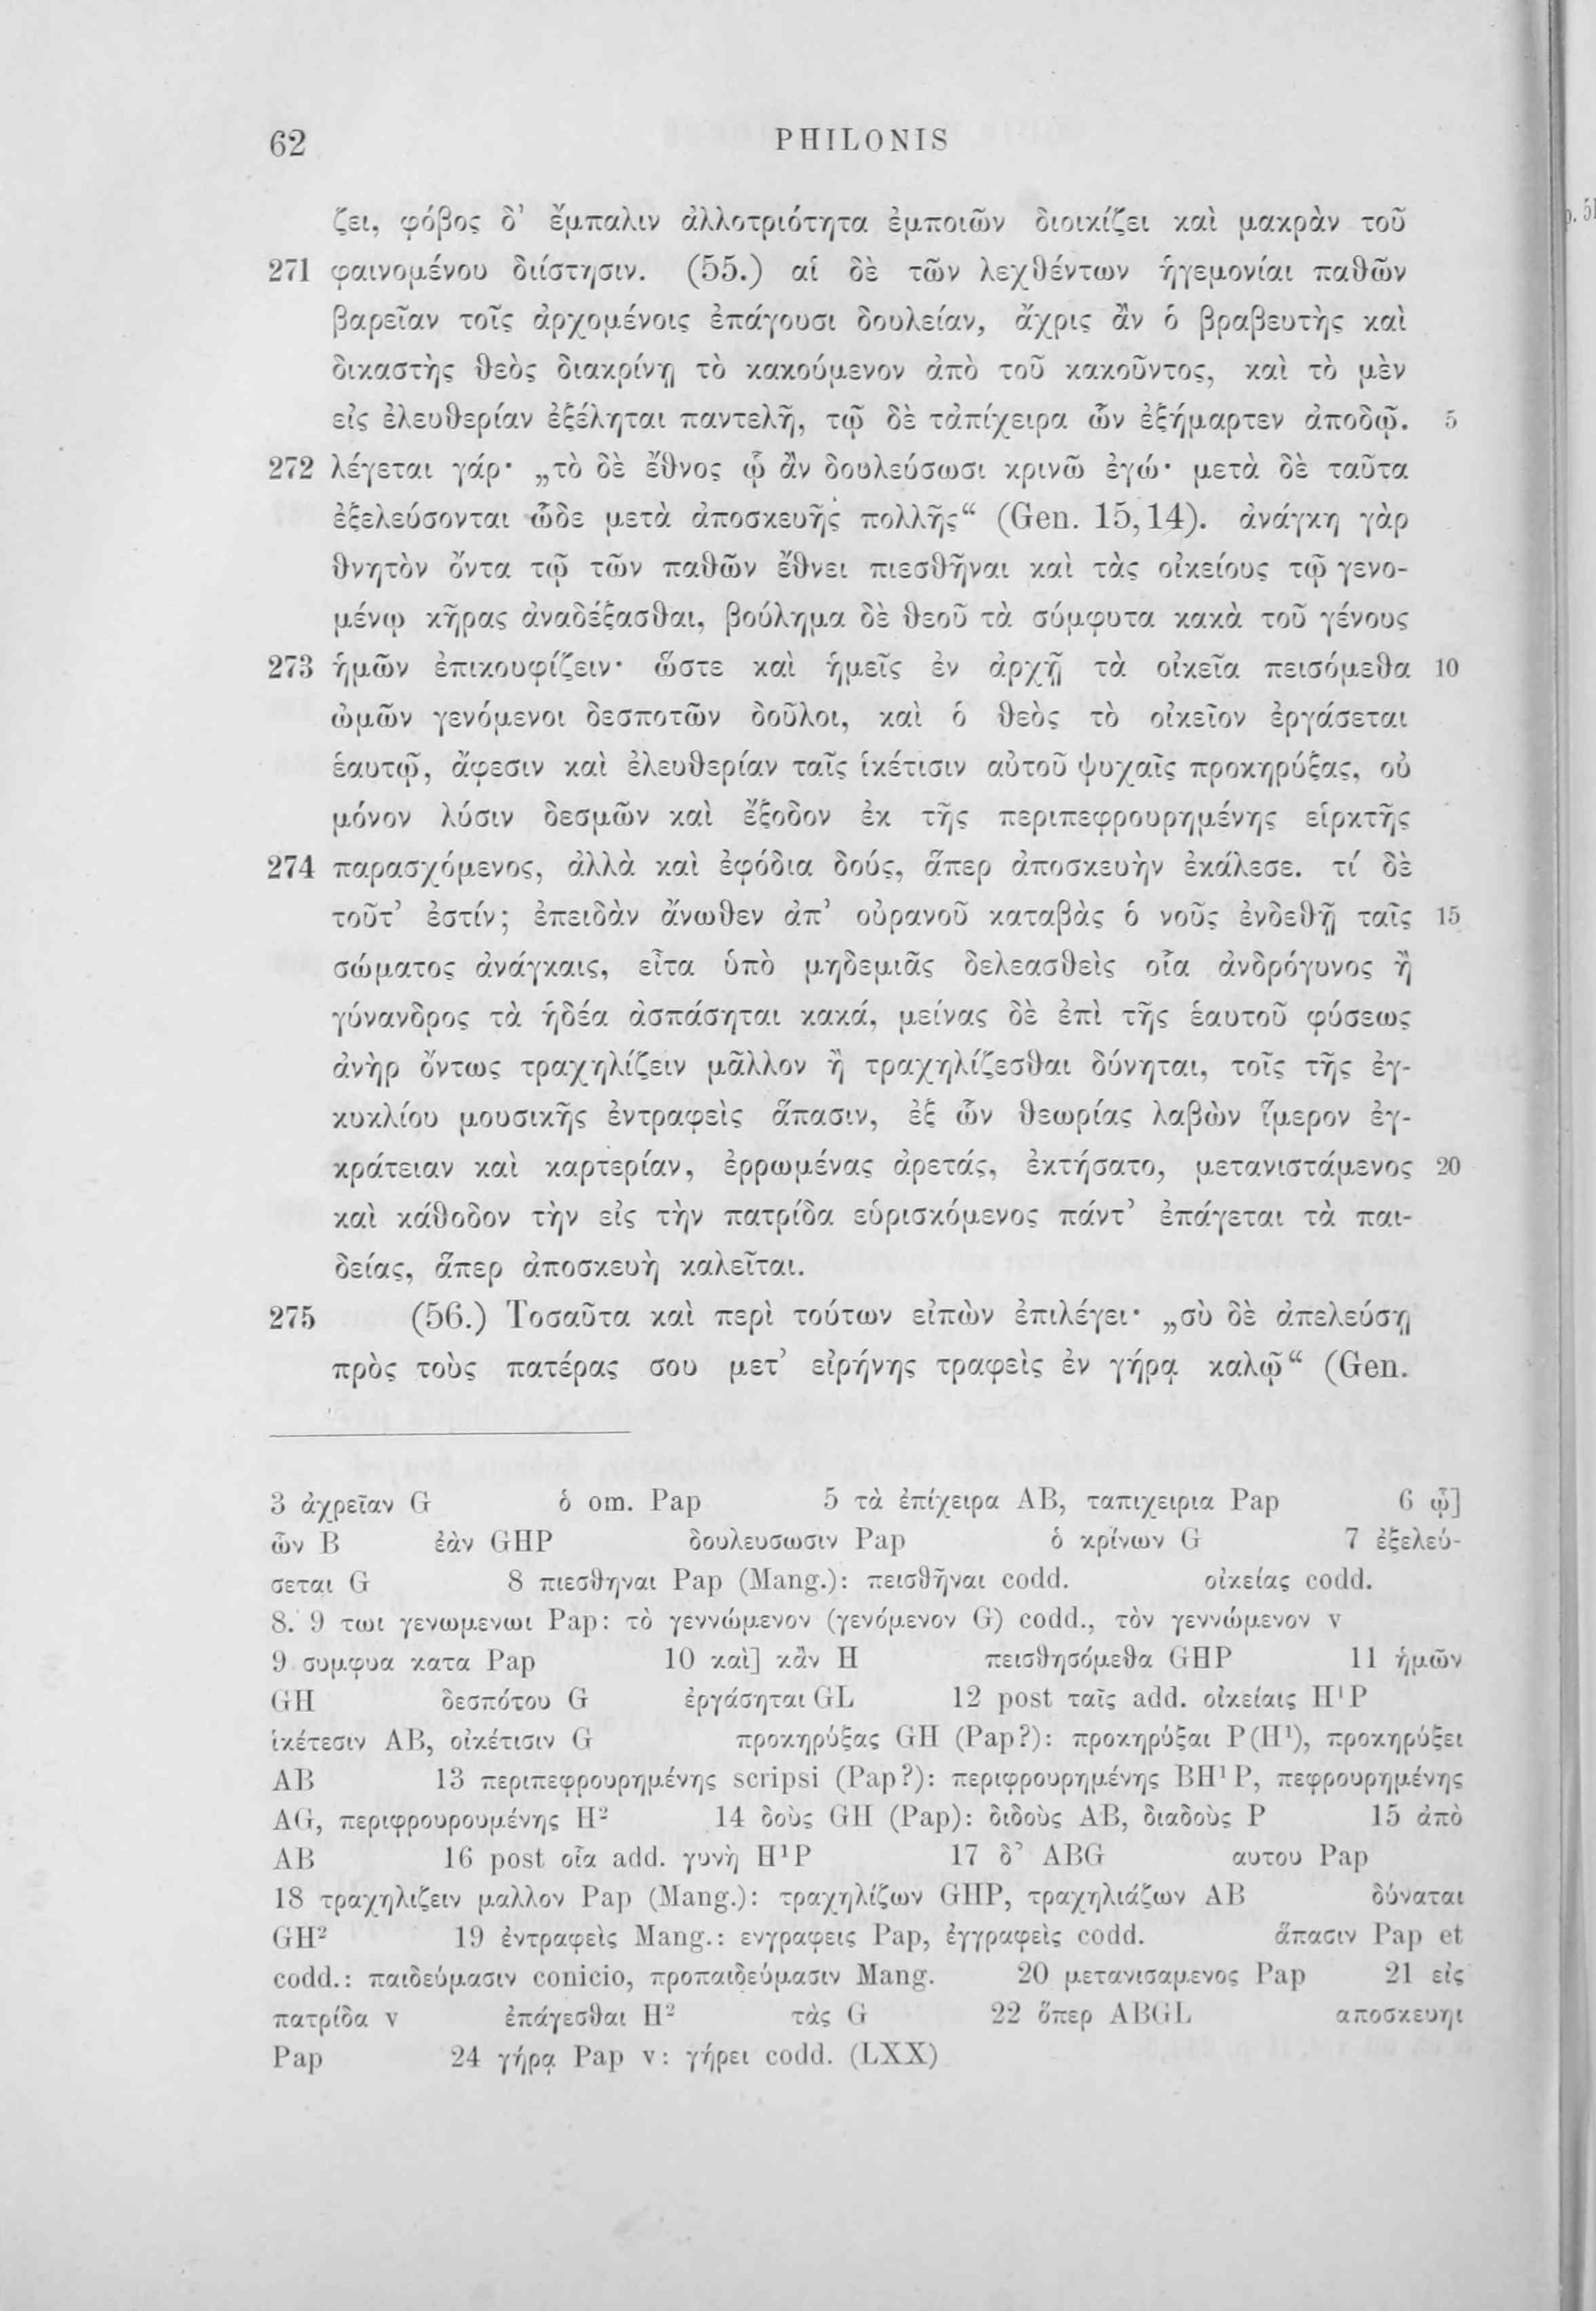 62 PHILONIS
ζει, φόβος δ’ ἔμπαλιν ἀλλοτριότητα ἐμποιῶν διοικίζει καὶ μακρὰν τοῦ
271 φαινομένου διίστησιν. (55.) αἱ δὲ τῶν λεχθέντων ἡγεμονίαι παθῶν
βαρεῖαν τοῖς ἀρχομένοις ἐπάγουσι δουλείαν, ἄχρις ἂν ὁ βραβευτὴς καὶ
δικαστὴς θεὸς διακρίνῃ τὸ κακούμενον ἀπὸ τοῦ κακοῦντος, καὶ τὸ μὲν
εἰς ἐλευθερίαν ἐξέληται παντελῆ, τῷ δὲ τἀπίχειρα ὧν ἐξήμαρτεν ἀποδῷ. 5
272 λέγεται γάρ· „τὸ δὲ ἔθνος ᾧ ἂν δουλεύσωσι κρινῶ ἐγώ· μετὰ δὲ ταῦτα
ἐξελεύσονται ὧδε μετὰ ἀποσκευῆς πολλῆς“ (Gen. 15,14). ἀνάγκη γὰρ
θνητὸν ὄντα τῷ τῶν παθῶν ἔθνει πιεσθῆναι καὶ τὰς οἰκείους τῷ γενο-
μένῳ κῆρας ἀναδέξασθαι, βούλημα δὲ θεοῦ τὰ σύμφυτα κακὰ τοῦ γένους
273 ἡμῶν ἐπικουφίζειν· ὥστε καὶ ἡμεῖς ἐν ἀρχῇ τὰ οἰκεῖα πεισόμεθα 10
ὠμῶν γενόμενοι δεσποτῶν δοῦλοι, καὶ ὁ θεὸς τὸ οἰκεῖον ἐργάσεται
ἑαυτῷ, ἄφεσιν καὶ ἐλευθερίαν ταῖς ἱκέτισιν αὐτοῦ ψυχαῖς προκηρύξας, οὐ
μόνον λύσιν δεσμῶν καὶ ἔξοδον ἐκ τῆς περιπεφρουρημένης εἱρκτῆς
274 παρασχόμενος, ἀλλὰ καὶ ἐφόδια δούς, ἅπερ ἀποσκευὴν ἐκάλεσε. τί δὲ
τοῦτ’ ἐστίν; ἐπειδὰν ἄνωθεν ἀπ’ οὐρανοῦ καταβὰς ὁ νοῦς ἐνδεθῇ ταῖς 15
σώματος ἀνάγκαις, εἶτα ὑπὸ μηδεμιᾶς δελεασθεὶς οἷα ἀνδρόγυνος ἢ
γύνανδρος τὰ ἡδέα ἀσπάσηται κακά, μείνας δὲ ἐπὶ τῆς ἑαυτοῦ φύσεως
ἀνὴρ ὄντως τραχηλίζειν μᾶλλον ἢ τραχηλίζεσθαι δύνηται, τοῖς τῆς ἐγ-
κυκλίου μουσικῆς ἐντραφεὶς ἅπασιν, ἐξ ὧν θεωρίας λαβὼν ἵμερον ἐγ-
κράτειαν καὶ καρτερίαν, ἐρρωμένας ἀρετάς, ἐκτήσατο, μετανιστάμενος 20
καὶ κάθοδον τὴν εἰς τὴν πατρίδα εὑρισκόμενος πάντ’ ἐπάγεται τὰ παι-
δείας, ἅπερ ἀποσκευὴ καλεῖται.
275 (56.) Τοσαῦτα καὶ περὶ τούτων εἰπὼν ἐπιλέγει· „σὺ δὲ ἀπελεύσῃ
πρὸς τοὺς πατέρας σου μετ’ εἰρήνης τραφεὶς ἐν γήρᾳ καλῷ“ (Gen.
3 ἀχρεῖαν G ὁ om. Pap 5 τὰ ἐπίχειρα AB, ταπιχειρια Pap 6 ᾧ]
ὧν B ἐὰν GHP δουλευσωσιν Pap ὁ κρίνων G 7 ἐξελεύ-
σεται G 8 πιεσθηναι Pap (Mang.): πεισθῆναι codd. οἰκείας codd.
8. 9 τωι γενωμενωι Pap: τὸ γεννώμενον (γενόμενον G) codd., τὸν γεννώμενον v
9 συμφυα κατα Pap 10 καὶ] κἂν H πεισθησόμεθα GHP 11 ἡμῶν
GH δεσπότου G ἐργάσηται GL 12 post ταῖς add. οἰκείαις H¹P
ἱκέτεσιν AB, οἰκέτισιν G προκηρύξας GH (Pap?): προκηρύξαι P(H¹), προκηρύξει
AB 13 περιπεφρουρημένης scripsi (Pap?): περιφρουρημένης BH¹P, πεφρουρημένης
AG, περιφρουρουμένης H² 14 δοὺς GH (Pap): διδοὺς AB, διαδοὺς P 15 ἀπὸ
AB 16 post οἷα add. γυνὴ H¹P 17 δ’ ABG αυτου Pap
18 τραχηλιζειν μαλλον Pap (Mang.): τραχηλίζων GHP, τραχηλιάζων AB δύναται
GH² 19 ἐντραφεὶς Mang.: ενγραφεις Pap, ἐγγραφεὶς codd. ἅπασιν Pap et
codd.: παιδεύμασιν conicio, προπαιδεύμασιν Mang. 20 μετανισαμενος Pap 21 εἰς
πατρίδα v ἐπάγεσθαι H² τὰς G 22 ὅπερ ABGL αποσκευηι
Pap 24 γήρᾳ Pap v: γήρει codd. (LXX)